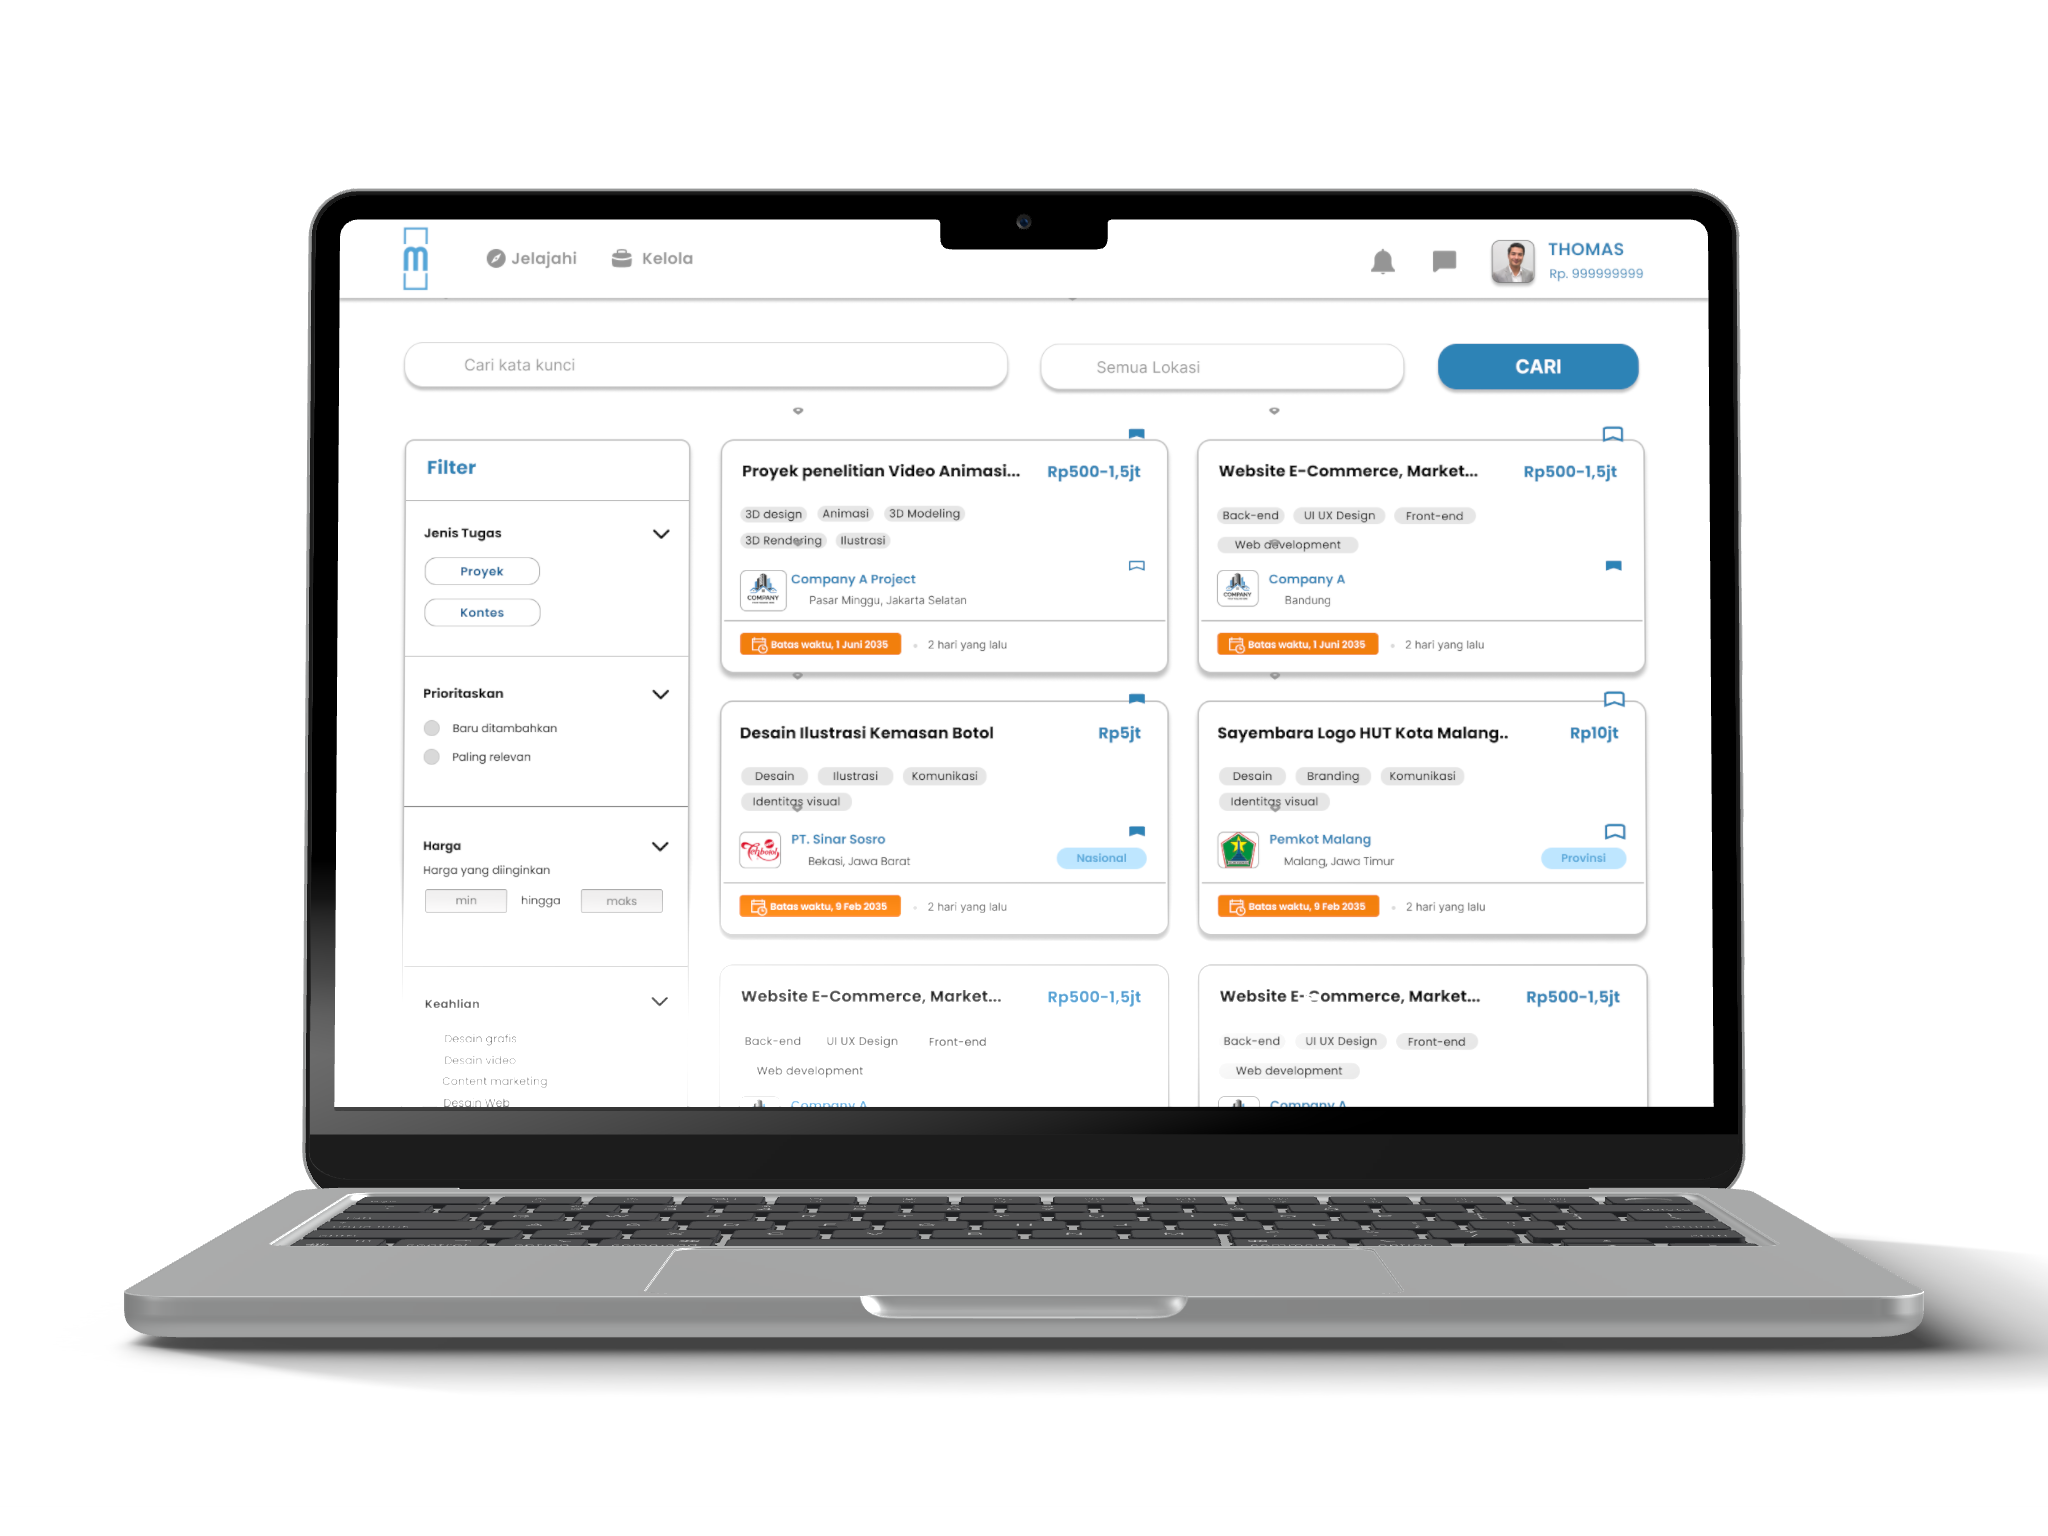 m
Jelajahi
Kelola
THOMAS
Rp. 999999999
Cari kata kunci
Semua Lokasi
CARI
Filter
Jenis Tugas
Proyek
Kontes
Prioritaskan
Baru ditambahkan
Paling relevan
Harga
Harga yang diinginkan
min hingga maks
Keahlian
Desain grafis
Desain video
Content marketing
Desain Web
Proyek penelitian Video Animasi... Rp500-1,5jt
3D design Animasi 3D Modeling
3D Rendering Ilustrasi
COMPANY
Company A Project
Pasar Minggu, Jakarta Selatan
Batas waktu, 1 Juni 2035 • 2 hari yang lalu
Website E-Commerce, Market... Rp500-1,5jt
Back-end UI UX Design Front-end
Web development
COMPANY
Company A
Bandung
Batas waktu, 1 Juni 2035 • 2 hari yang lalu
Desain Ilustrasi Kemasan Botol Rp5jt
Desain Ilustrasi Komunikasi
Identitas visual
Tehbotol
PT. Sinar Sosro
Bekasi, Jawa Barat
Nasional
Batas waktu, 9 Feb 2035 • 2 hari yang lalu
Sayembara Logo HUT Kota Malang.. Rp10jt
Desain Branding Komunikasi
Identitas visual
Pemkot Malang
Malang, Jawa Timur
Provinsi
Batas waktu, 9 Feb 2035 • 2 hari yang lalu
Website E-Commerce, Market... Rp500-1,5jt
Back-end UI UX Design Front-end
Web development
Company A
Website E-Commerce, Market... Rp500-1,5jt
Back-end UI UX Design Front-end
Web development
Company A